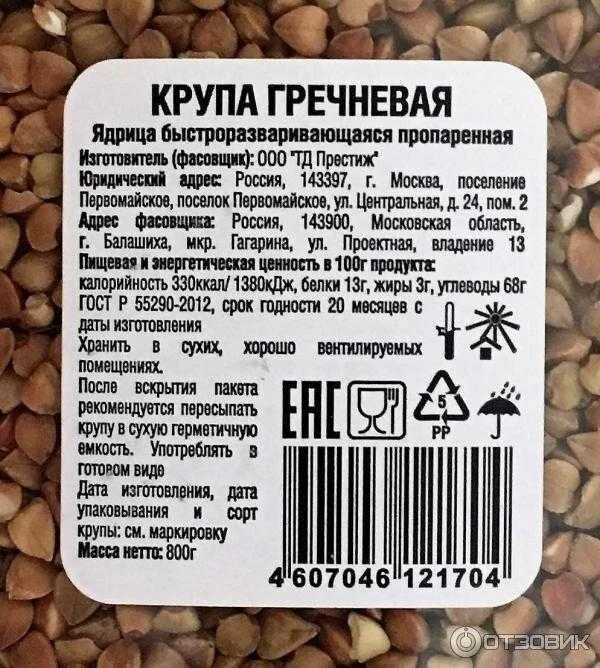 КРУПА ГРЕЧНЕВАЯ
Ядрица быстроразваривающаяся пропаренная
Изготовитель (фасовщик): ООО "ТД Престиж"
Юридический адрес: Россия, 143397, г. Москва, поселение
Первомайское, поселок Первомайское, ул. Центральная, д. 24, пом. 2
Адрес фасовщика: Россия, 143900, Московская область,
г. Балашиха, мкр. Гагарина, ул. Проектная, владение 13
Пищевая и энергетическая ценность в 100г продукта:
калорийность 330ккал/ 1380кДж, белки 13г, жиры 3г, углеводы 68г
ГОСТ Р 55290-2012, срок годности 20 месяцев с
даты изготовления
Хранить в сухих, хорошо вентилируемых
помещениях.
После вскрытия пакета
рекомендуется пересыпать
крупу в сухую герметичную
емкость. Употреблять в
готовом виде
Дата изготовления, дата
упаковывания и сорт
крупы: см. маркировку
Масса нетто: 800г
EAC
5
PP
4 607046 121704
ОТЗОВИК